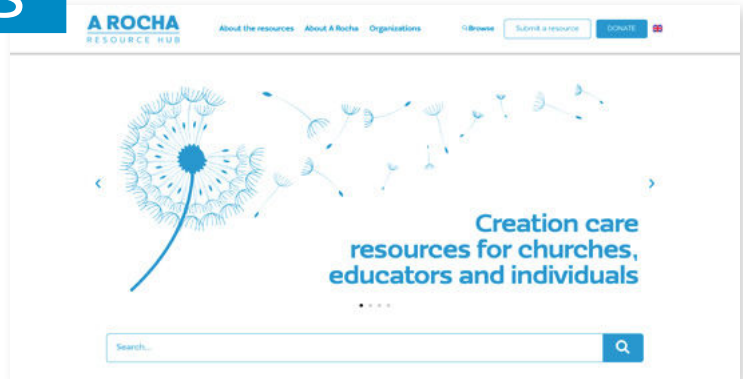 S
A ROCHA
RESOURCE HUB
About the resources About A Rocha Organizations Browse Submit a resource DONATE
Creation care
resources for churches,
educators and individuals
Search...